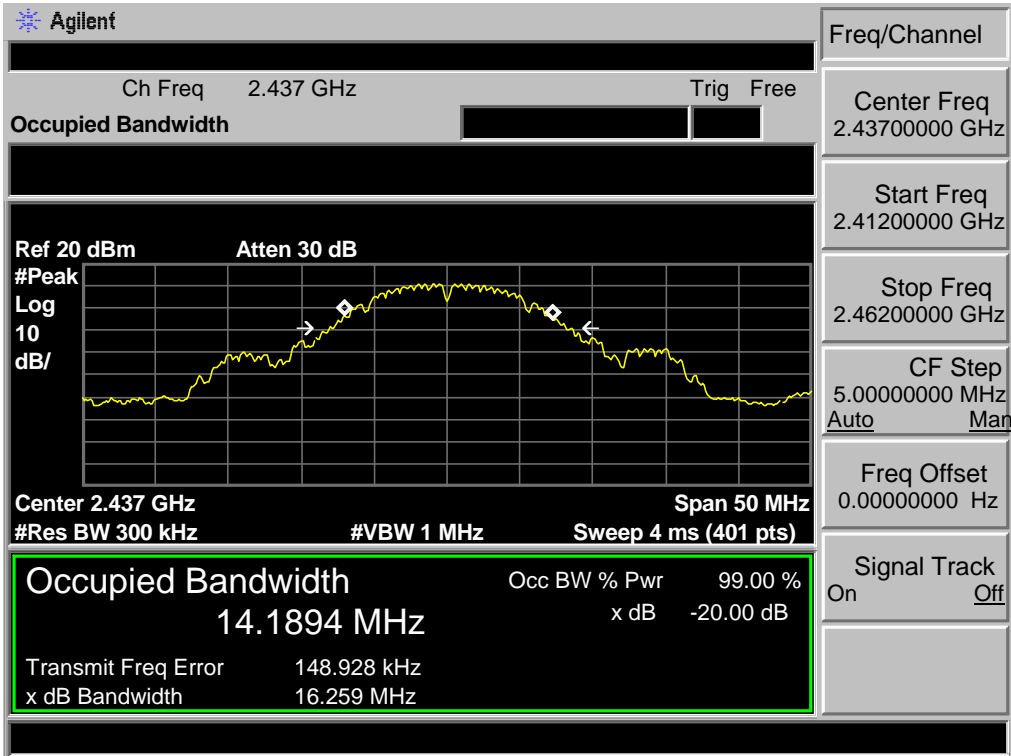 Agilent
Freq/Channel
Ch Freq 2.437 GHz Trig Free
Occupied Bandwidth
Center Freq
2.43700000 GHz
Start Freq
2.41200000 GHz
Stop Freq
2.46200000 GHz
CF Step
5.00000000 MHz
Auto Man
Freq Offset
0.00000000 Hz
Signal Track
On Off
Ref 20 dBm Atten 30 dB
#Peak
Log
10
dB/
Center 2.437 GHz Span 50 MHz
#Res BW 300 kHz #VBW 1 MHz Sweep 4 ms (401 pts)
Occupied Bandwidth Occ BW % Pwr 99.00 %
14.1894 MHz x dB -20.00 dB
Transmit Freq Error 148.928 kHz
x dB Bandwidth 16.259 MHz